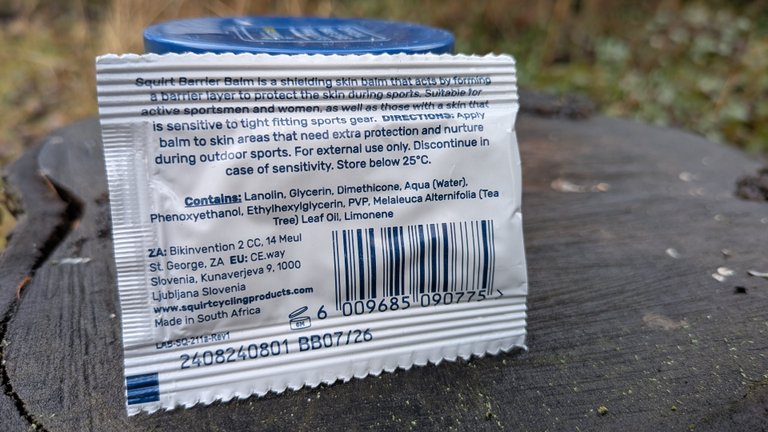 Squirt Barrier Balm is a shielding skin balm that acts by forming
a barrier layer to protect the skin during sports. Suitable for
active sportsmen and women, as well as those with a skin that
is sensitive to tight fitting sports gear. DIRECTIONS: Apply
balm to skin areas that need extra protection and nurture
during outdoor sports. For external use only. Discontinue in
case of sensitivity. Store below 25°C.
Contains: Lanolin, Glycerin, Dimethicone, Aqua (Water),
Phenoxyethanol, Ethylhexylglycerin, PVP, Melaleuca Alternifolia (Tea
Tree) Leaf Oil, Limonene
ZA: Bikinvention 2 CC, 14 Meul
St. George, ZA EU: CE.way
Slovenia, Kunaverjeva 9, 1000
Ljubljana Slovenia
www.squirtcyclingproducts.com
Made in South Africa
6M
6 009685 090775 >
LAB-SQ-211a-Rev1
2408240801 BB07/26